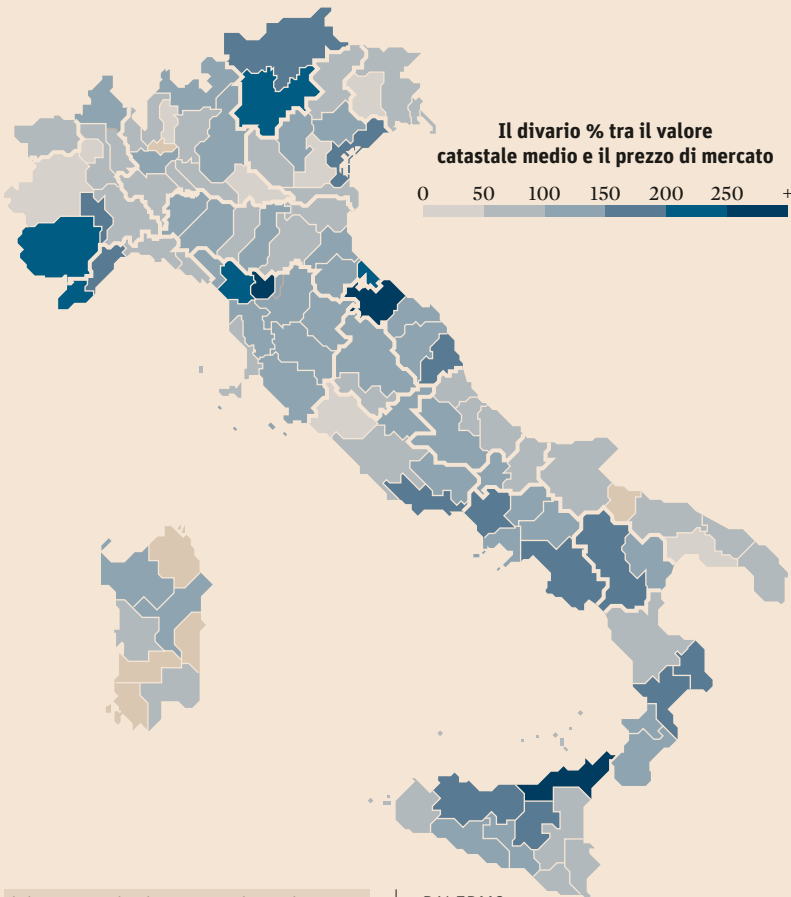 Il divario % tra il valore
catastale medio e il prezzo di mercato
0 50 100 150 200 250 +